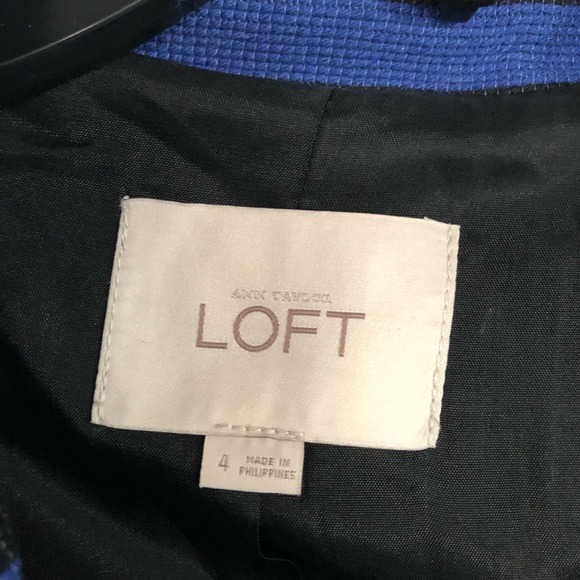 ANN TAYLOR
LOFT
4 MADE IN
PHILIPPINES